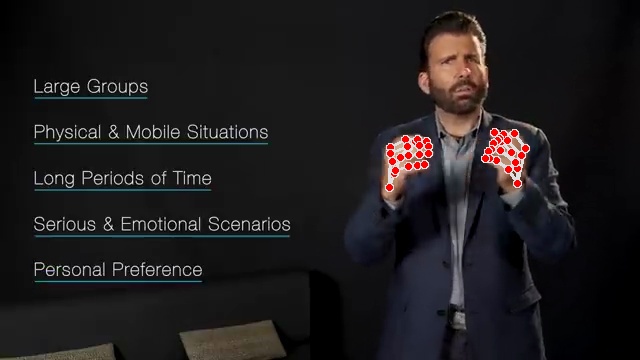 Large Groups
Physical & Mobile Situations
Long Periods of Time
Serious & Emotional Scenarios
Personal Preference